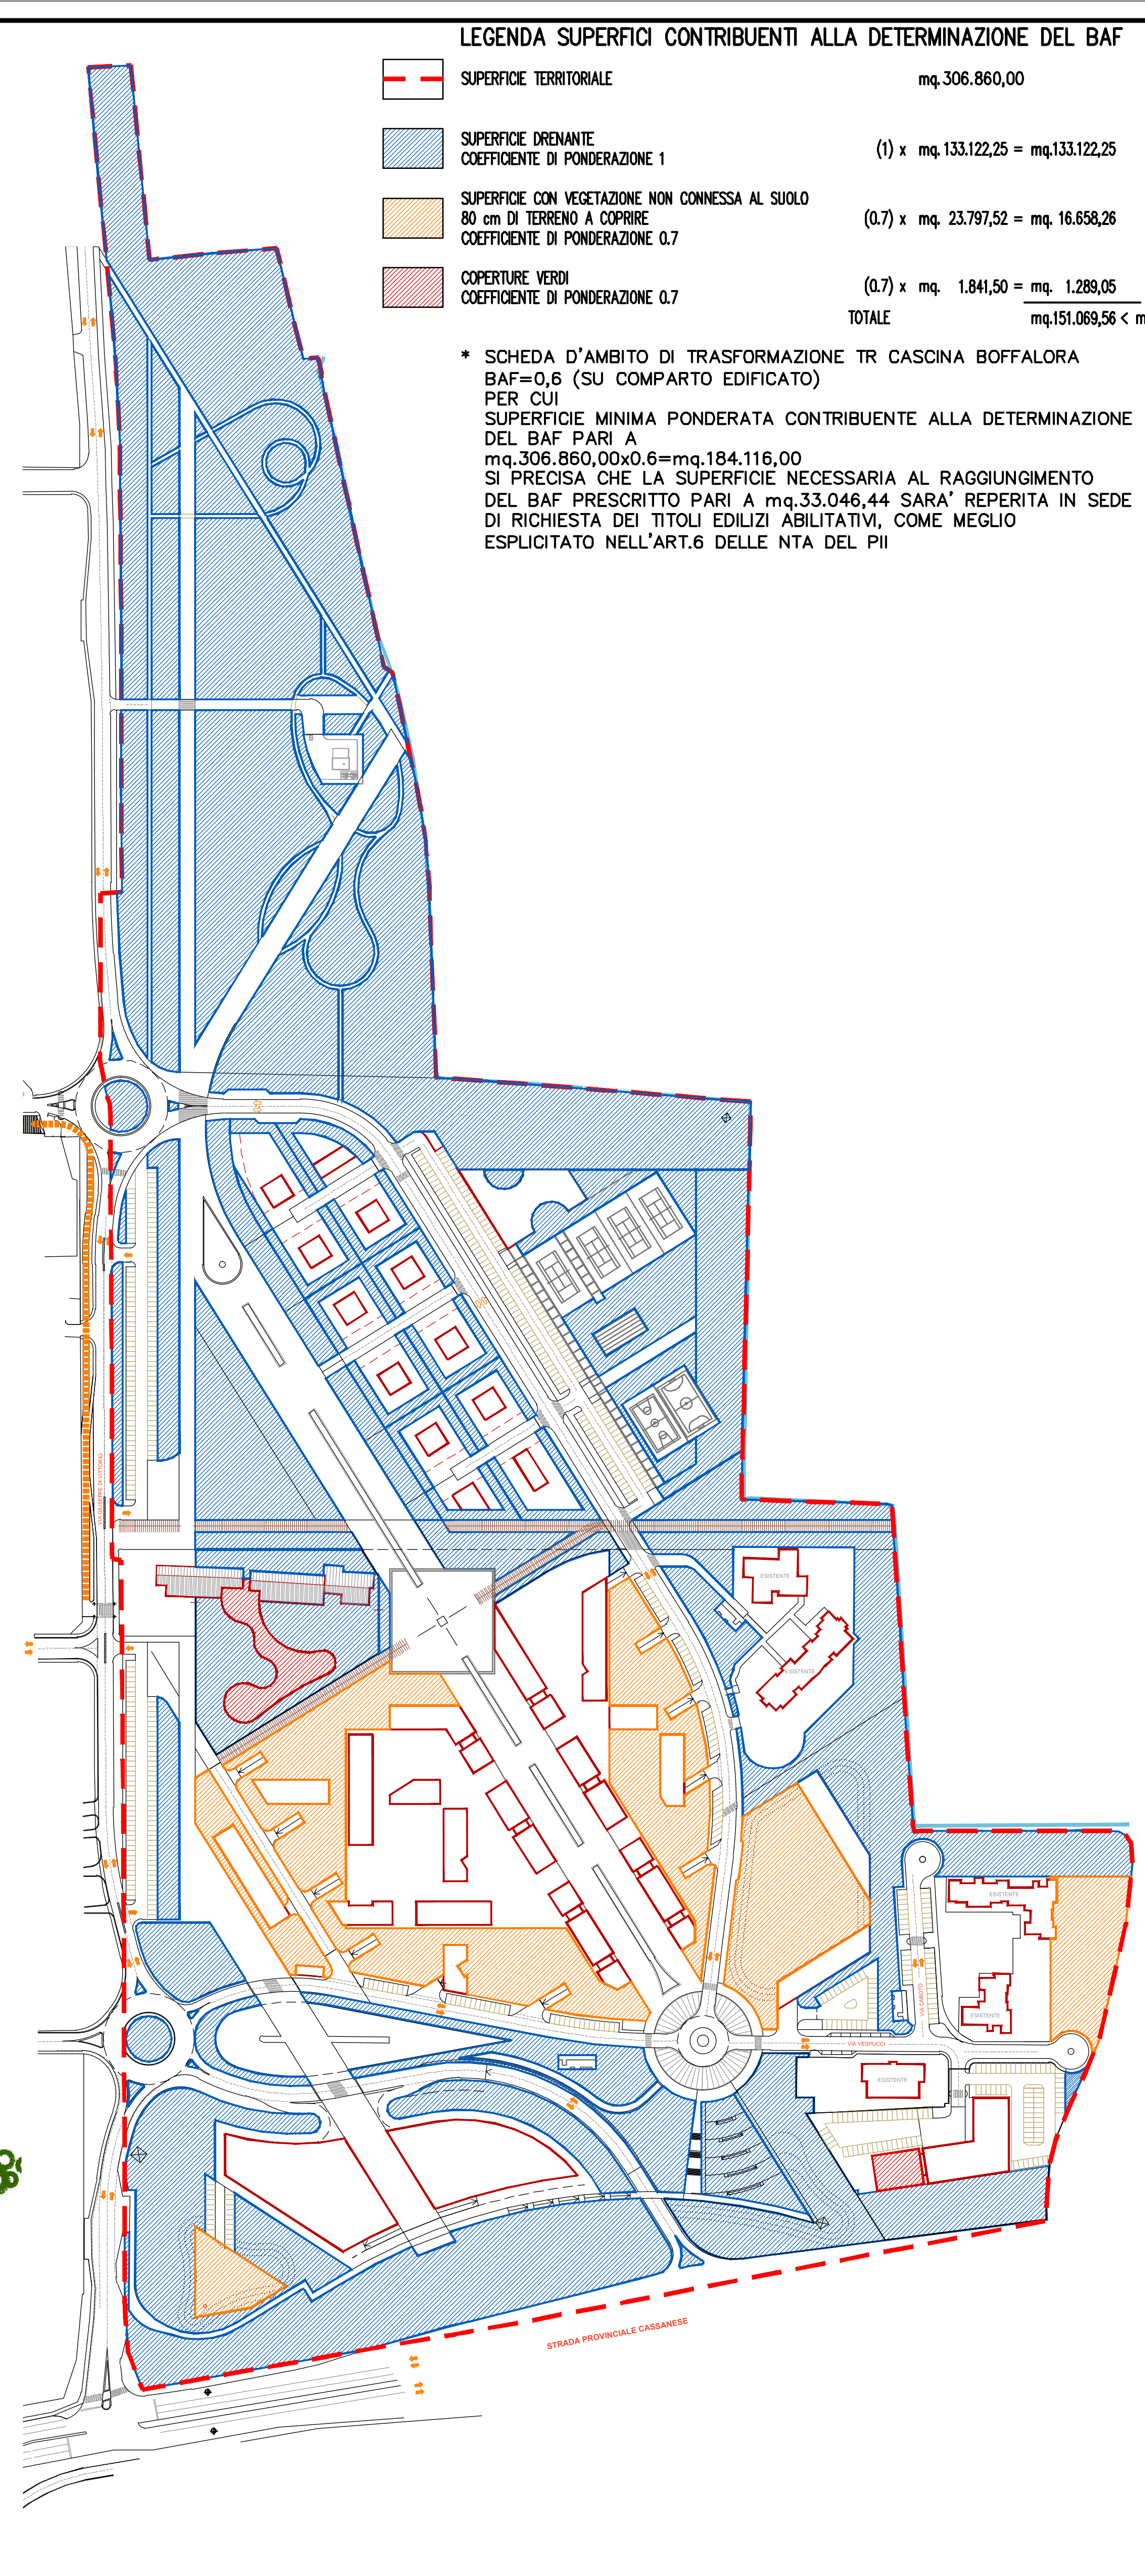 LEGENDA SUPERFICI CONTRIBUENTI ALLA DETERMINAZIONE DEL BAF
SUPERFICIE TERRITORIALE mq.306.860,00
SUPERFICIE DRENANTE
COEFFICIENTE DI PONDERAZIONE 1 (1) x mq. 133.122,25 = mq.133.122,25
SUPERFICIE CON VEGETAZIONE NON CONNESSA AL SUOLO
80 cm DI TERRENO A COPRIRE (0.7) x mq. 23.797,52 = mq. 16.658,26
COEFFICIENTE DI PONDERAZIONE 0.7
COPERTURE VERDI
COEFFICIENTE DI PONDERAZIONE 0.7 (0.7) x mq. 1.841,50 = mq. 1.289,05
TOTALE mq.151.069,56 < m
* SCHEDA D'AMBITO DI TRASFORMAZIONE TR CASCINA BOFFALORA
BAF=0,6 (SU COMPARTO EDIFICATO)
PER CUI
SUPERFICIE MINIMA PONDERATA CONTRIBUENTE ALLA DETERMINAZIONE
DEL BAF PARI A
mq.306.860,00x0.6=mq.184.116,00
SI PRECISA CHE LA SUPERFICIE NECESSARIA AL RAGGIUNGIMENTO
DEL BAF PRESCRITTO PARI A mq.33.046,44 SARA' REPERITA IN SEDE
DI RICHIESTA DEI TITOLI EDILIZI ABILITATIVI, COME MEGLIO
ESPLICITATO NELL'ART.6 DELLE NTA DEL PII
VIA GIUSEPPE DI VITTORIO
ESISTENTE
ESISTENTE
ESISTENTE
VIA CABOTO
ESISTENTE
VIA VESPUCCI
ESISTENTE
STRADA PROVINCIALE CASSANESE